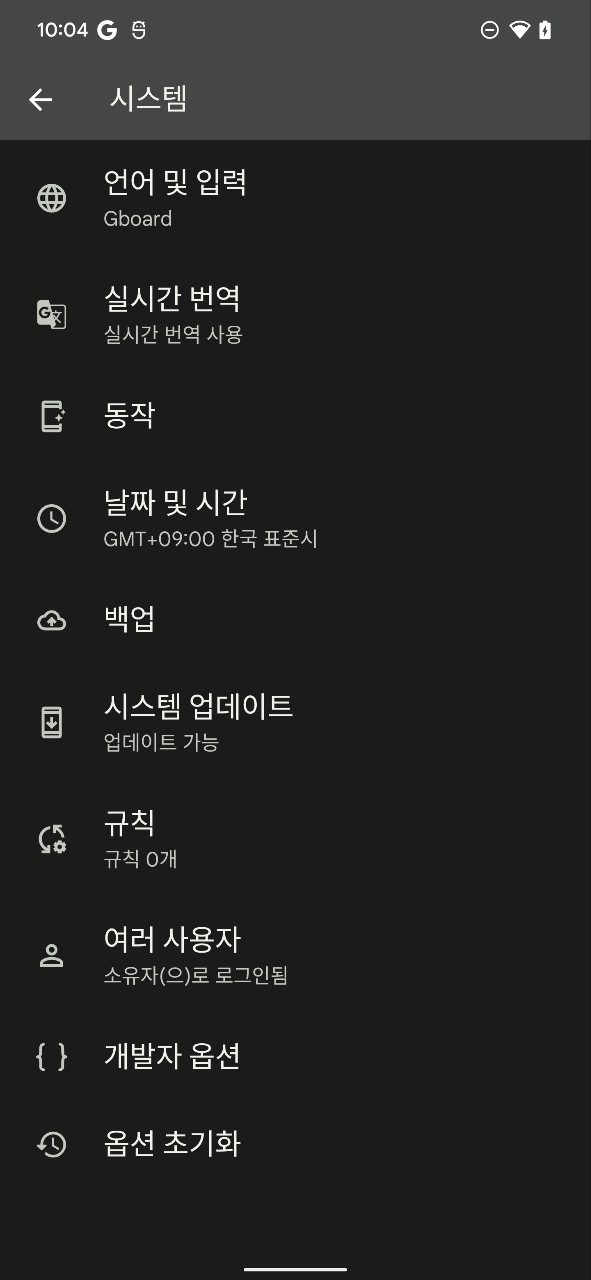 10:04
시스템
언어 및 입력
Gboard
실시간 번역
실시간 번역 사용
동작
날짜 및 시간
GMT+09:00 한국 표준시
백업
시스템 업데이트
업데이트 가능
규칙
규칙 0개
여러 사용자
소유자(으)로 로그인됨
개발자 옵션
옵션 초기화